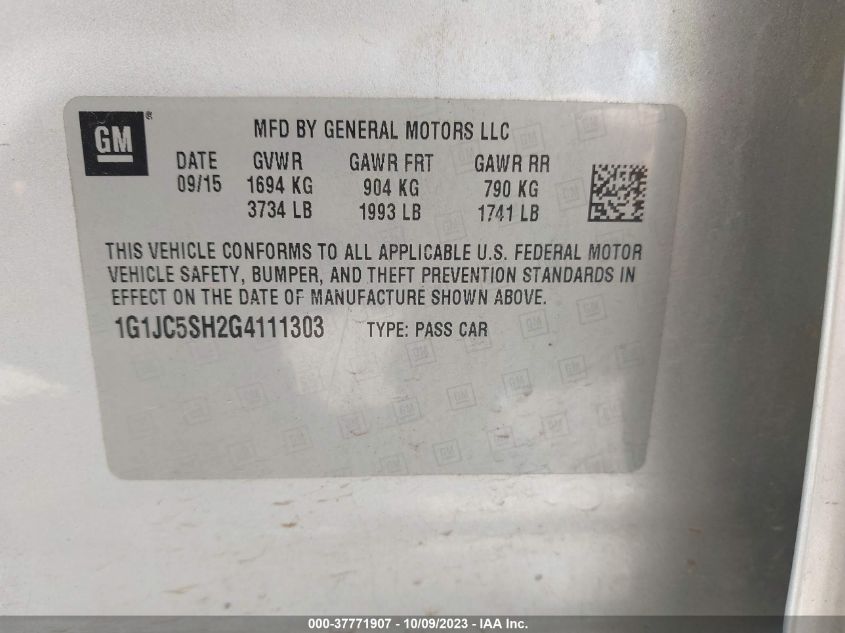 GM®
MFD BY GENERAL MOTORS LLC
DATE GVWR GAWR FRT GAWR RR
09/15 1694 KG 904 KG 790 KG
3734 LB 1993 LB 1741 LB
THIS VEHICLE CONFORMS TO ALL APPLICABLE U.S. FEDERAL MOTOR
VEHICLE SAFETY, BUMPER, AND THEFT PREVENTION STANDARDS IN
EFFECT ON THE DATE OF MANUFACTURE SHOWN ABOVE.
1G1JC5SH2G4111303 TYPE: PASS CAR
000-37771907 - 10/09/2023 - IAA Inc.